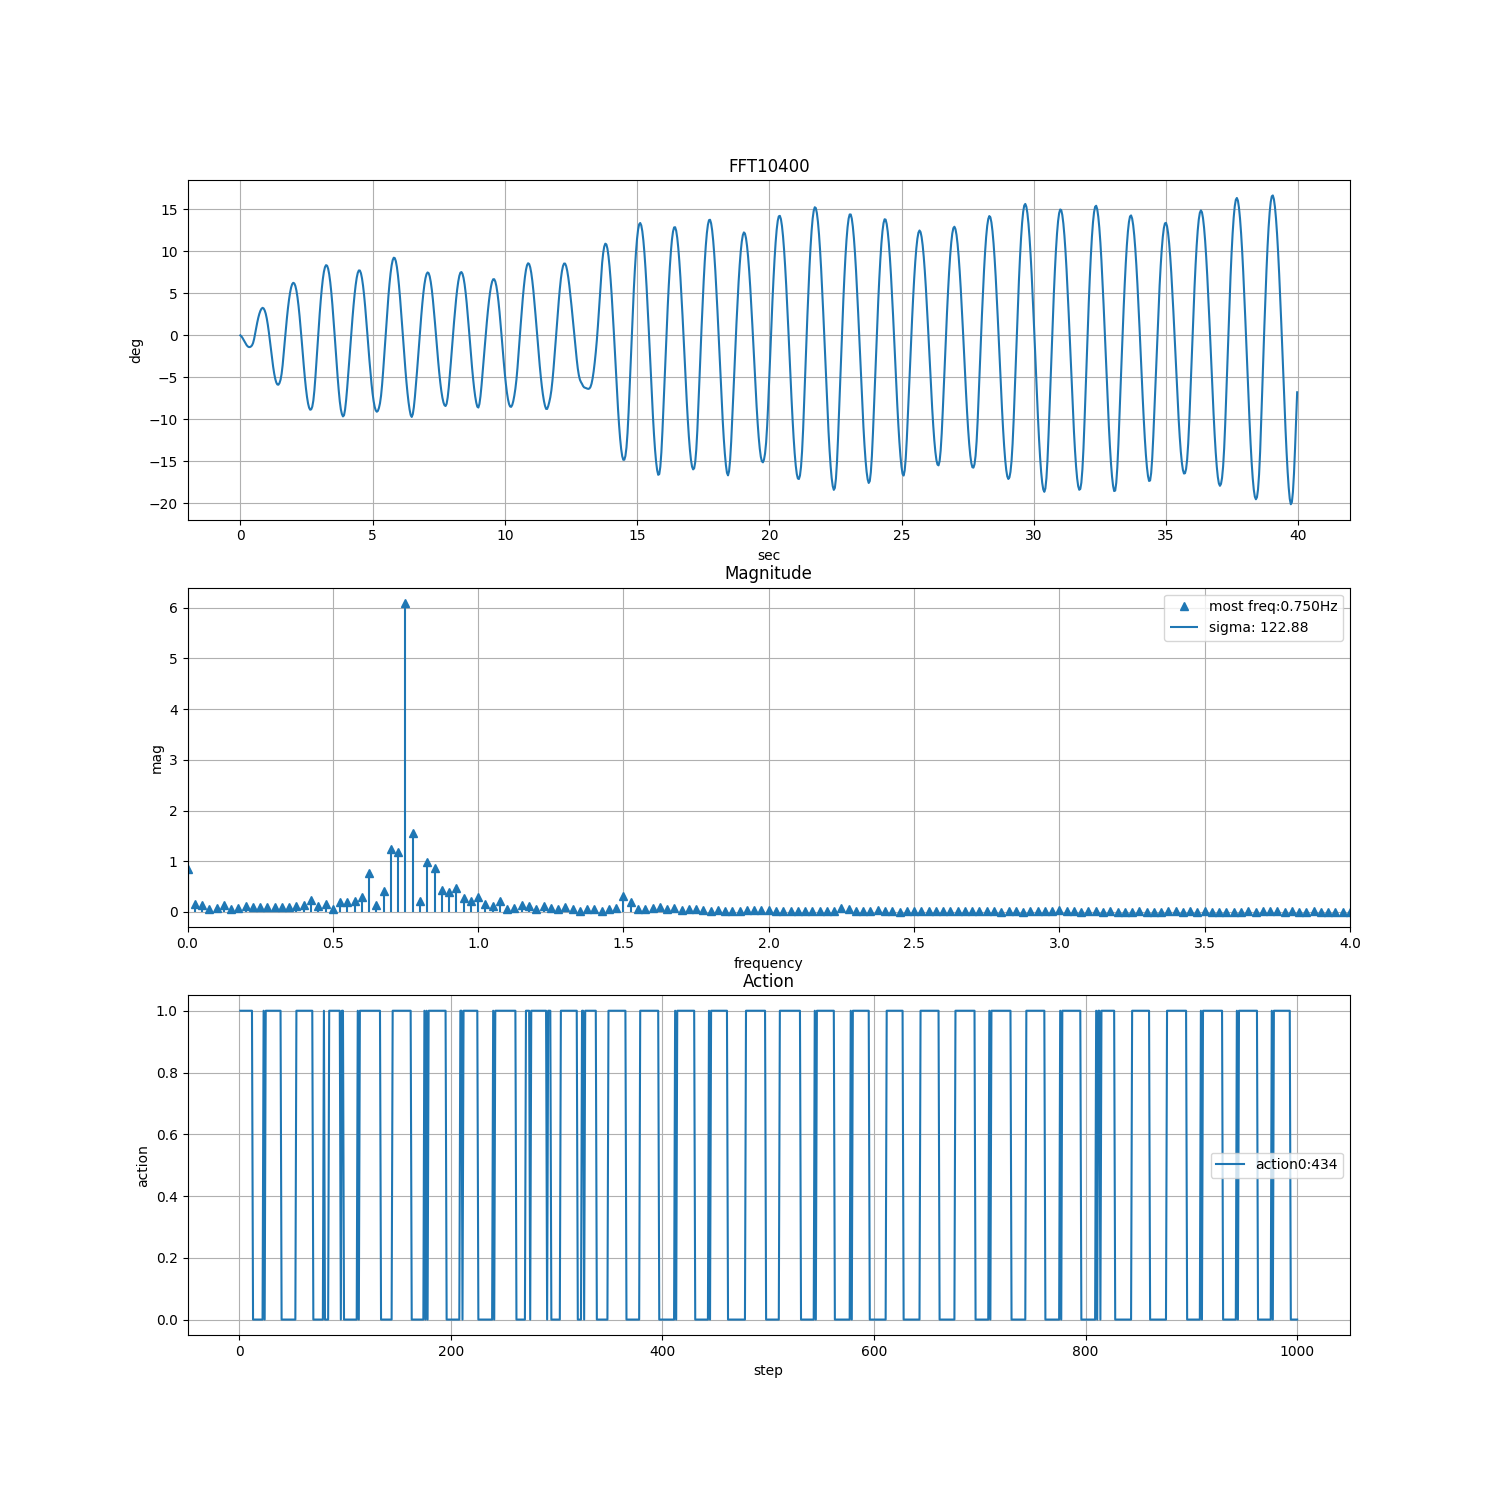 FFT10400
15
10
5
0
−5
−10
−15
−20
deg
0 5 10 15 20 25 30 35 40
sec
Magnitude
6
5
4
3
2
1
0
mag
most freq:0.750Hz
sigma: 122.88
0.0 0.5 1.0 1.5 2.0 2.5 3.0 3.5 4.0
frequency
Action
1.0
0.8
0.6
0.4
0.2
0.0
action
action0:434
0 200 400 600 800 1000
step